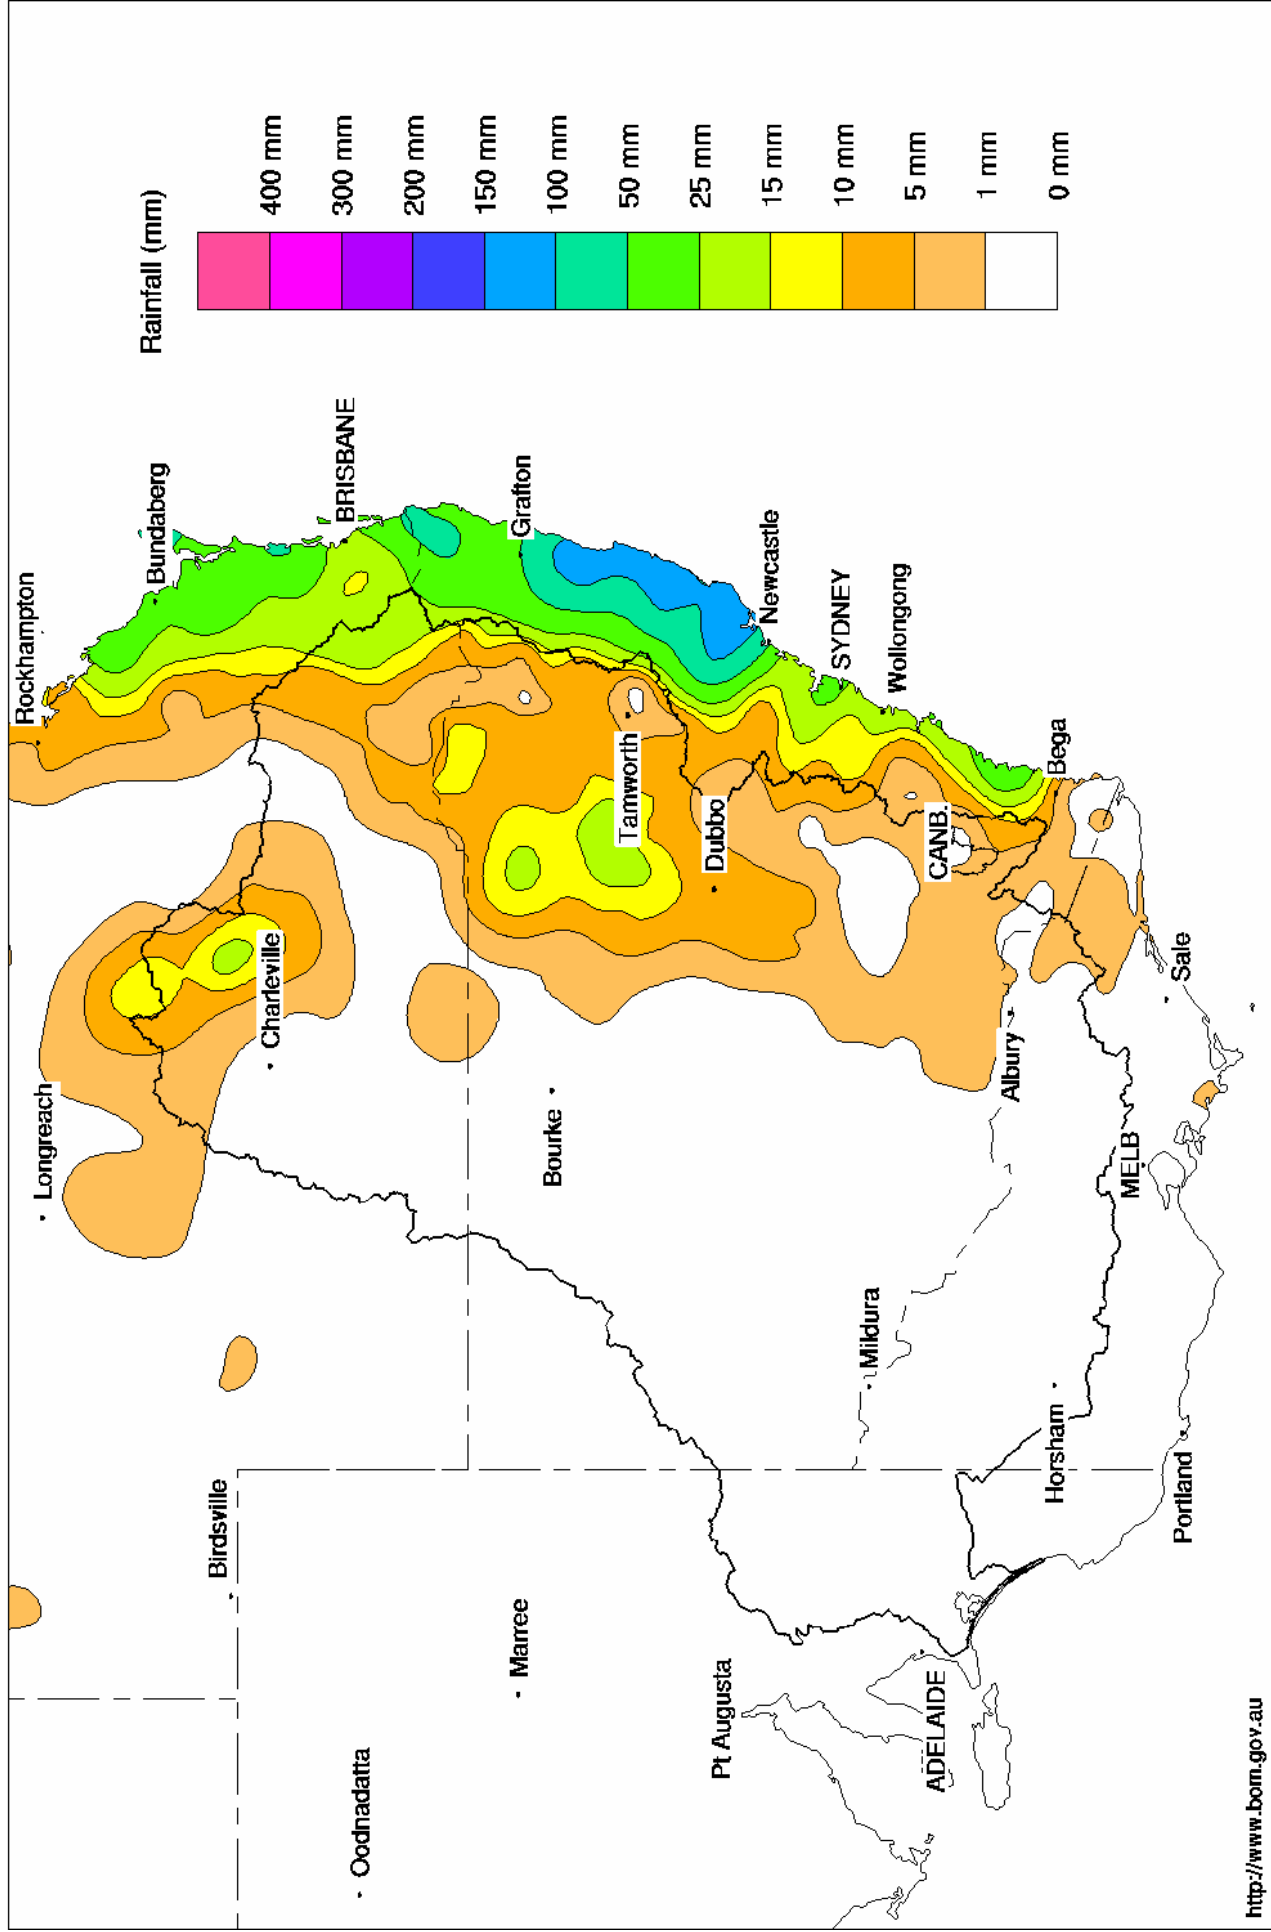 Rainfall (mm)
400 mm
300 mm
200 mm
150 mm
100 mm
50 mm
25 mm
15 mm
10 mm
5 mm
1 mm
0 mm
Rockhampton
Longreach
Bundaberg
Birdsville
Charleville
BRISBANE
Oodnadatta
Grafton
Marree
Bourke
Tamworth
Newcastle
Dubbo
Pt Augusta
SYDNEY
Mildura
Wollongong
CANB.
ADELAIDE
Albury
Bega
Horsham
MELB
Sale
Portland
http://www.bom.gov.au